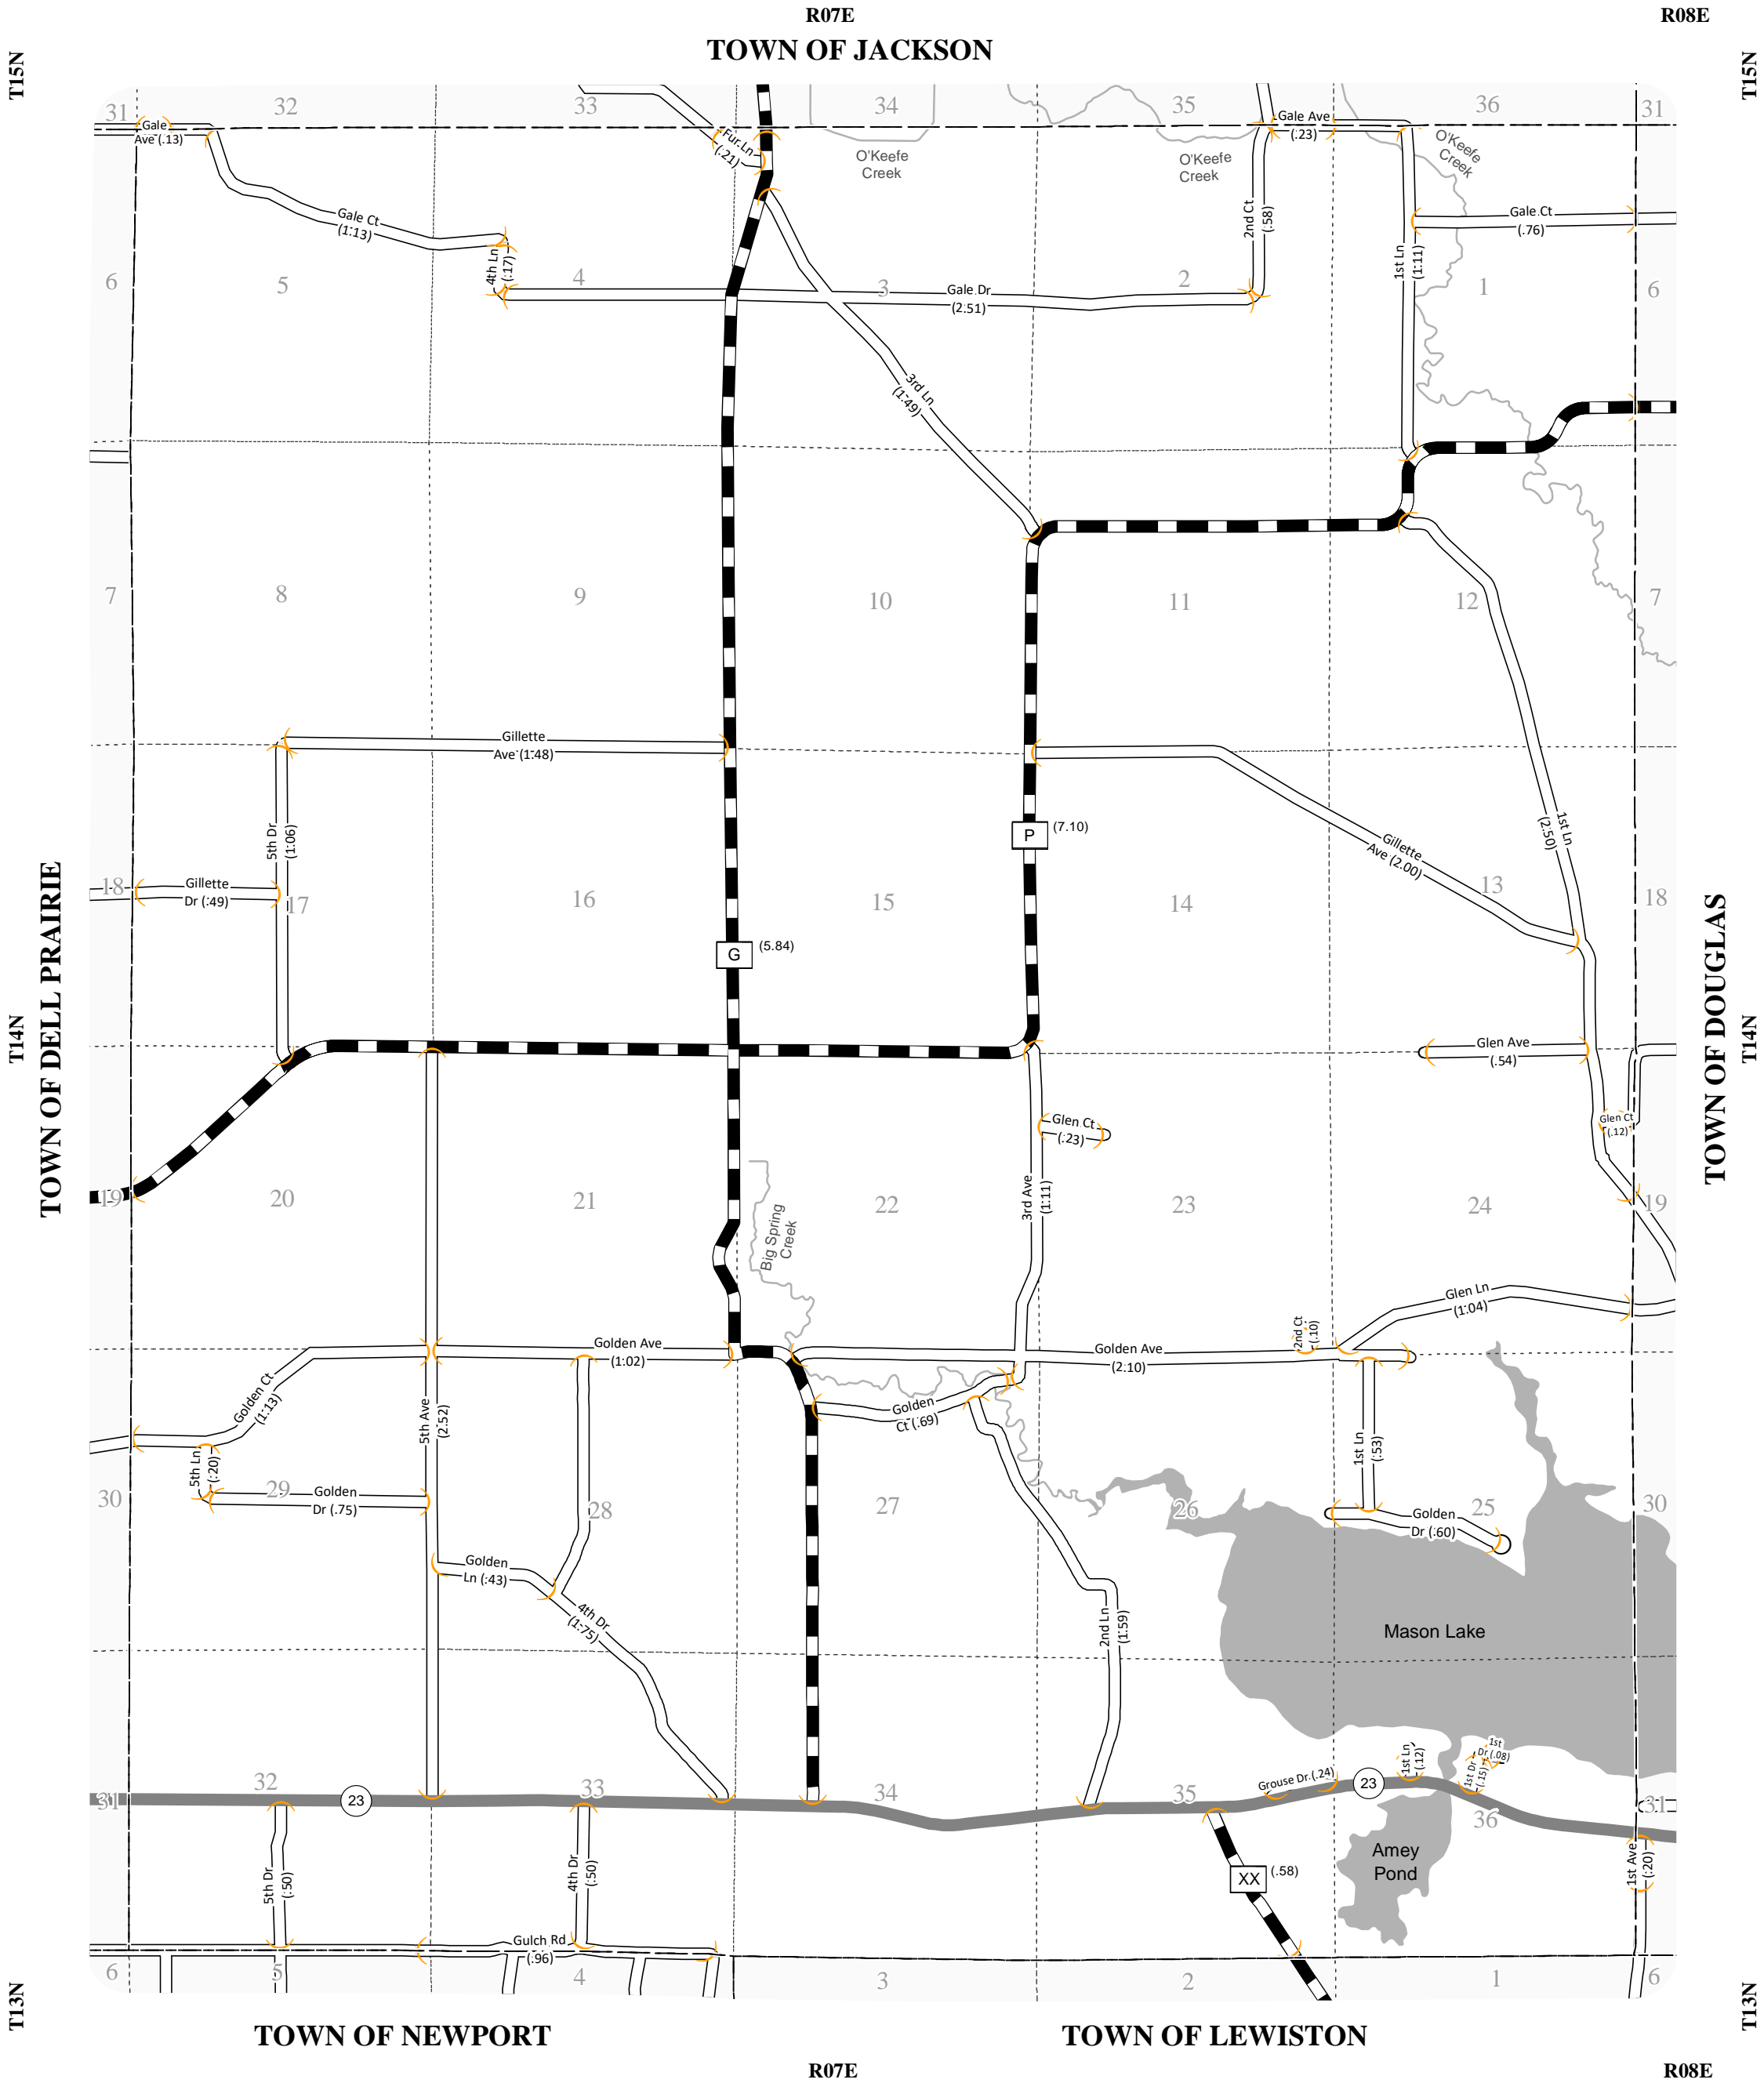 R07E
R08E
TOWN OF JACKSON
T15N
T15N
31
32
33
34
35
36
31
Gale
Ave (.13)
Fur Ln
(.21)
Gale Ave
(.23)
O'Keefe
Creek
O'Keefe
Creek
O'Keefe
Creek
Gale Ct
(1.13)
2nd Ct
(.58)
Gale Ct
(.76)
4th Ln
(.17)
1st Ln
(1.11)
6
5
4
3
2
1
6
Gale Dr
(2.51)
3rd Ln
(1.49)
7
8
9
10
11
12
7
Gillette
Ave (1.48)
5th Dr
(1.06)
P
(7.10)
1st Ln
(2.50)
Gillette
Ave (2.00)
Gillette
Dr (.49)
18
17
16
15
14
13
18
G
(5.84)
TOWN OF DELL PRAIRIE
TOWN OF DOUGLAS
T14N
T14N
Glen Ave
(.54)
Glen Ct
(.23)
Glen Ct
(.12)
3rd Ave
(1.11)
19
20
21
22
23
24
19
Big Spring
Creek
Glen Ln
(1.04)
2nd Ct
(.10)
Golden Ave
(1.02)
Golden Ave
(2.10)
Golden Ct
(1.13)
5th Ave
(2.52)
Golden
Ct (.69)
5th Ln
(.20)
1st Ln
(.53)
Golden
Dr (.75)
30
29
28
27
26
25
30
Golden
Dr (.60)
Golden
Ln (.43)
4th Dr
(1.75)
2nd Ln
(1.59)
Mason Lake
1st Ln
(.12)
1st
Dr (.08)
1st Dr
(.15)
Grouse Dr (.24)
31
32
33
34
35
36
31
23
23
Amey
Pond
XX
(.58)
1st Ave
(.20)
5th Dr
(.50)
4th Dr
(.50)
Gulch Rd
(.96)
6
5
4
3
2
1
6
T13N
T13N
TOWN OF NEWPORT
TOWN OF LEWISTON
R07E
R08E